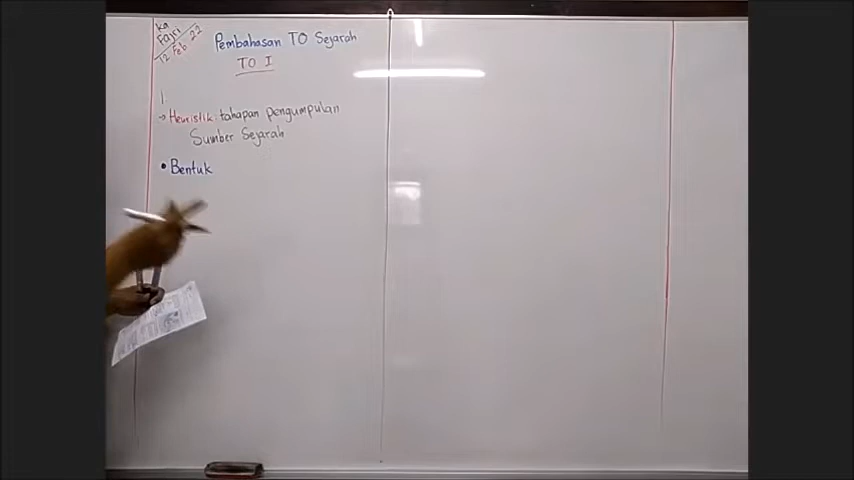 Ka
Fajri
12 Feb 22
Pembahasan TO Sejarah
TO I
1
→ Heuristik: tahapan pengumpulan
Sumber Sejarah
• Bentuk